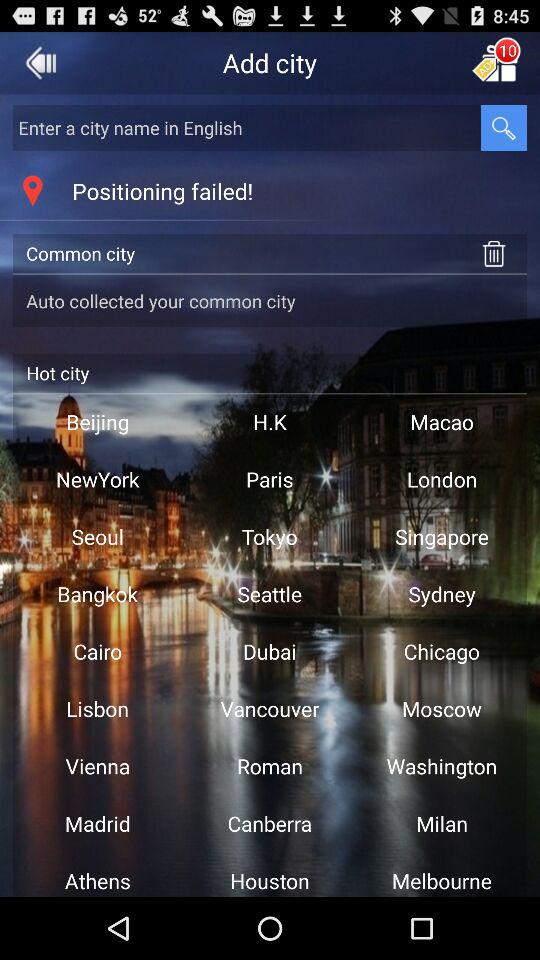 52° 8:45
Add city
AD 10
Enter a city name in English
Positioning failed!
Common city
Auto collected your common city
Hot city
Beijing H.K Macao
NewYork Paris London
Seoul Tokyo Singapore
Bangkok Seattle Sydney
Cairo Dubai Chicago
Lisbon Vancouver Moscow
Vienna Roman Washington
Madrid Canberra Milan
Athens Houston Melbourne